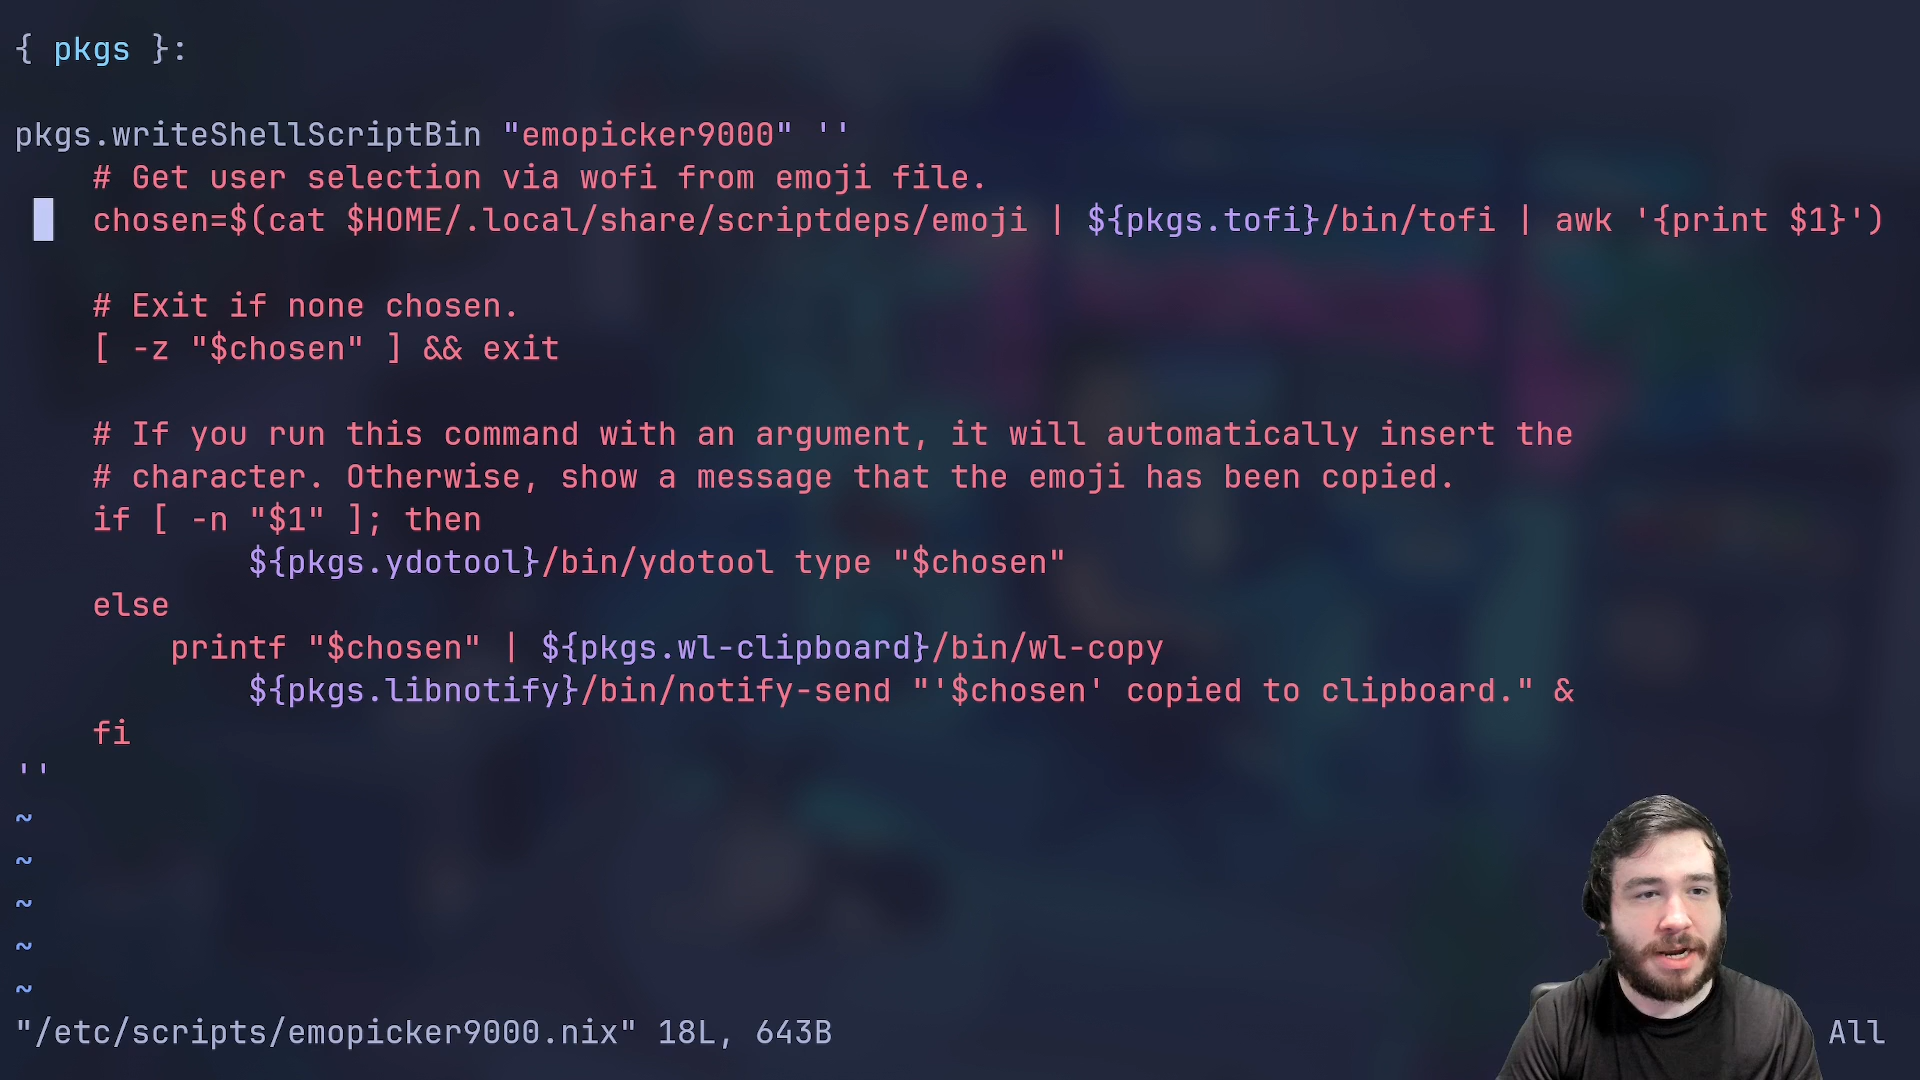 { pkgs }:
pkgs.writeShellScriptBin "emopicker9000" ''
# Get user selection via wofi from emoji file.
chosen=$(cat $HOME/.local/share/scriptdeps/emoji | ${pkgs.tofi}/bin/tofi | awk '{print $1}')
# Exit if none chosen.
[ -z "$chosen" ] && exit
# If you run this command with an argument, it will automatically insert the
# character. Otherwise, show a message that the emoji has been copied.
if [ -n "$1" ]; then
${pkgs.ydotool}/bin/ydotool type "$chosen"
else
printf "$chosen" | ${pkgs.wl-clipboard}/bin/wl-copy
${pkgs.libnotify}/bin/notify-send "'$chosen' copied to clipboard." &
fi
''
~
~
~
~
~
"/etc/scripts/emopicker9000.nix" 18L, 643B All